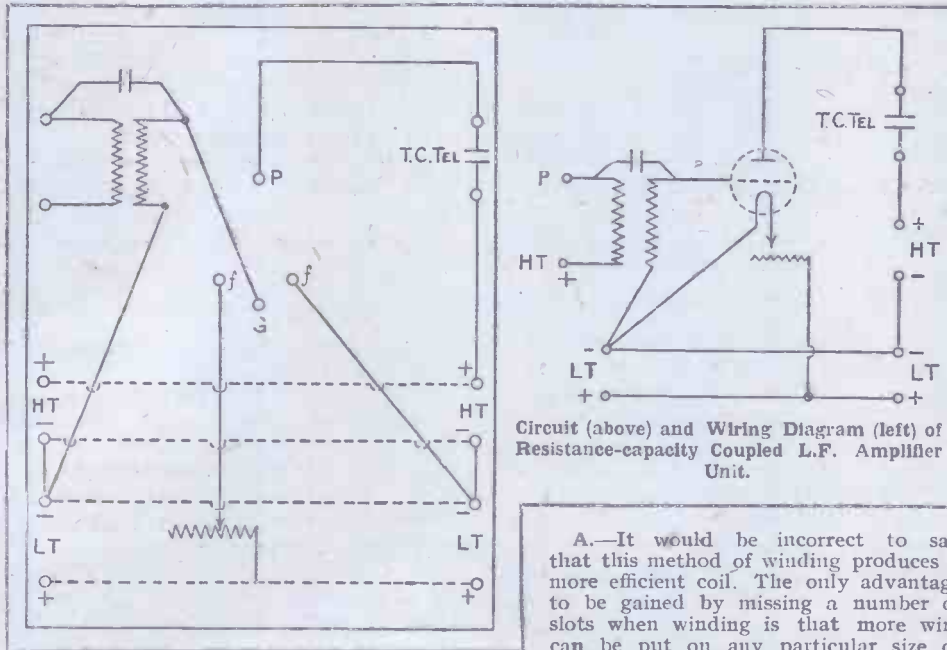 T.C.TEL
P
f
f
G
+
+
HT
HT
-
-
+
-
LT
LT
+
+
T.C.TEL
P
HT
+
+
HT
-
-
-
LT
LT
+
+
Circuit (above) and Wiring Diagram (left) of
Resistance-capacity Coupled L.F. Amplifier
Unit.
A.—It would be incorrect to sa
that this method of winding produces
more efficient coil. The only advantag
to be gained by missing a number o
slots when winding is that more wir
can be put on any particular size